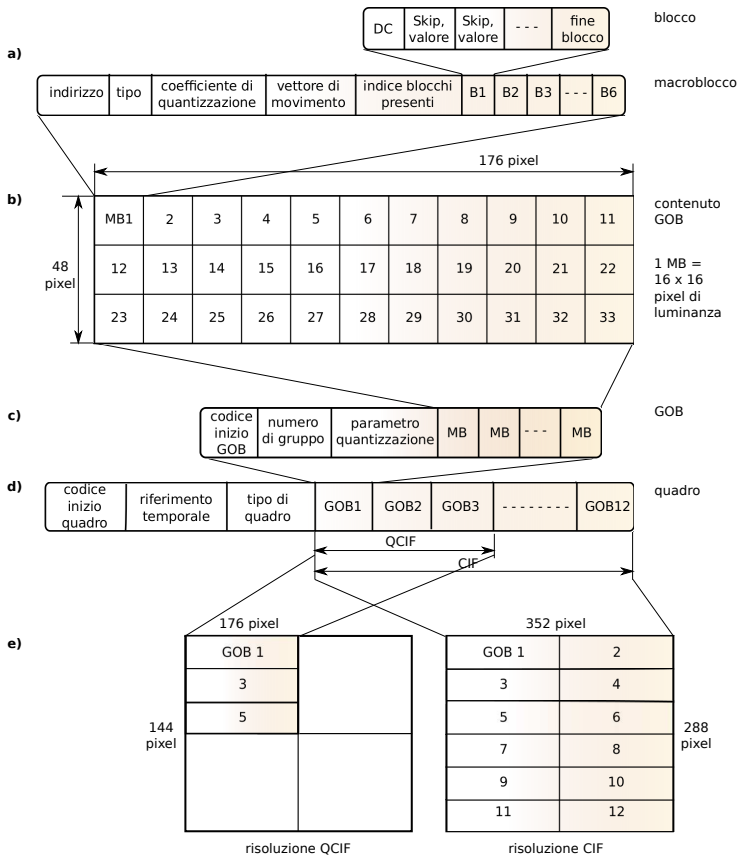 blocco
DC
Skip, valore
Skip, valore
- - -
fine blocco
a)
macroblocco
indirizzo
tipo
coefficiente di quantizzazione
vettore di movimento
indice blocchi presenti
B1
B2
B3
- - -
B6
176 pixel
b)
contenuto GOB
48 pixel
MB1 2 3 4 5 6 7 8 9 10 11
12 13 14 15 16 17 18 19 20 21 22
23 24 25 26 27 28 29 30 31 32 33
1 MB =
16 x 16
pixel di
luminanza
c)
GOB
codice inizio GOB
numero di gruppo
parametro quantizzazione
MB
MB
- - -
MB
d)
quadro
codice inizio quadro
riferimento temporale
tipo di quadro
GOB1
GOB2
GOB3
- - - - - - - -
GOB12
QCIF
CIF
e)
176 pixel
GOB 1
3
5
144 pixel
risoluzione QCIF
352 pixel
GOB 1 2
3 4
5 6
7 8
9 10
11 12
288 pixel
risoluzione CIF